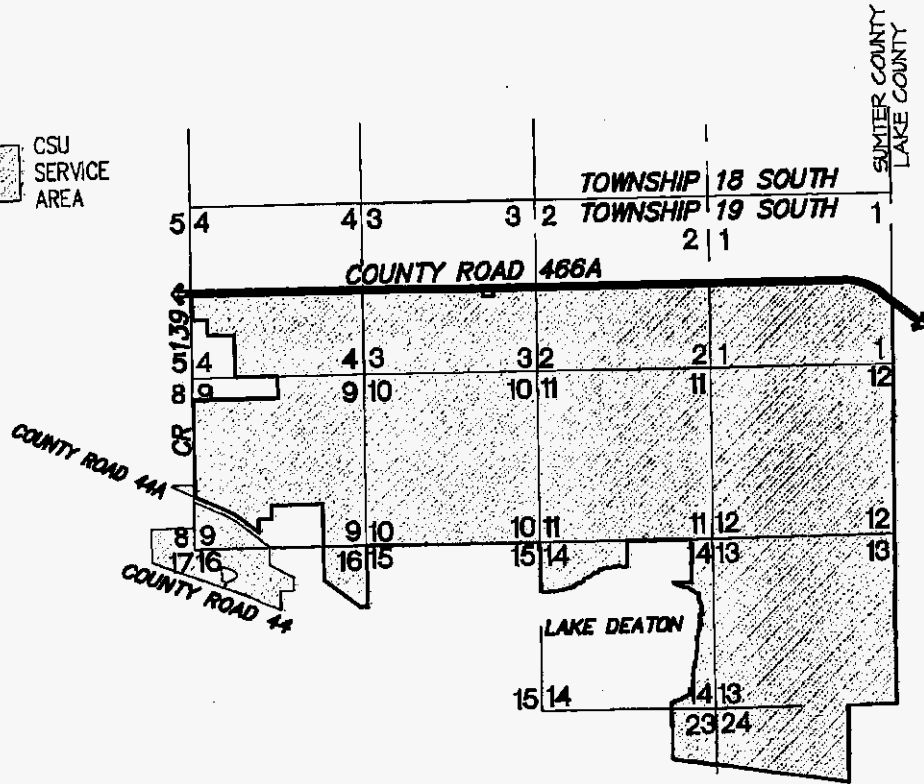 SUMTER COUNTY
LAKE COUNTY
CSU
SERVICE
AREA
TOWNSHIP 18 SOUTH
5 4 4 3 3 2 TOWNSHIP 19 SOUTH 1
2 1
COUNTY ROAD 466A
CR 139
5 4 4 3 3 2 2 1 1
8 9 9 10 10 11 11 12
COUNTY ROAD 44A
8 9 9 10 10 11 11 12 12
17 16 16 15 15 14 14 13 13
COUNTY ROAD 44
LAKE DEATON
15 14 14 13
23 24